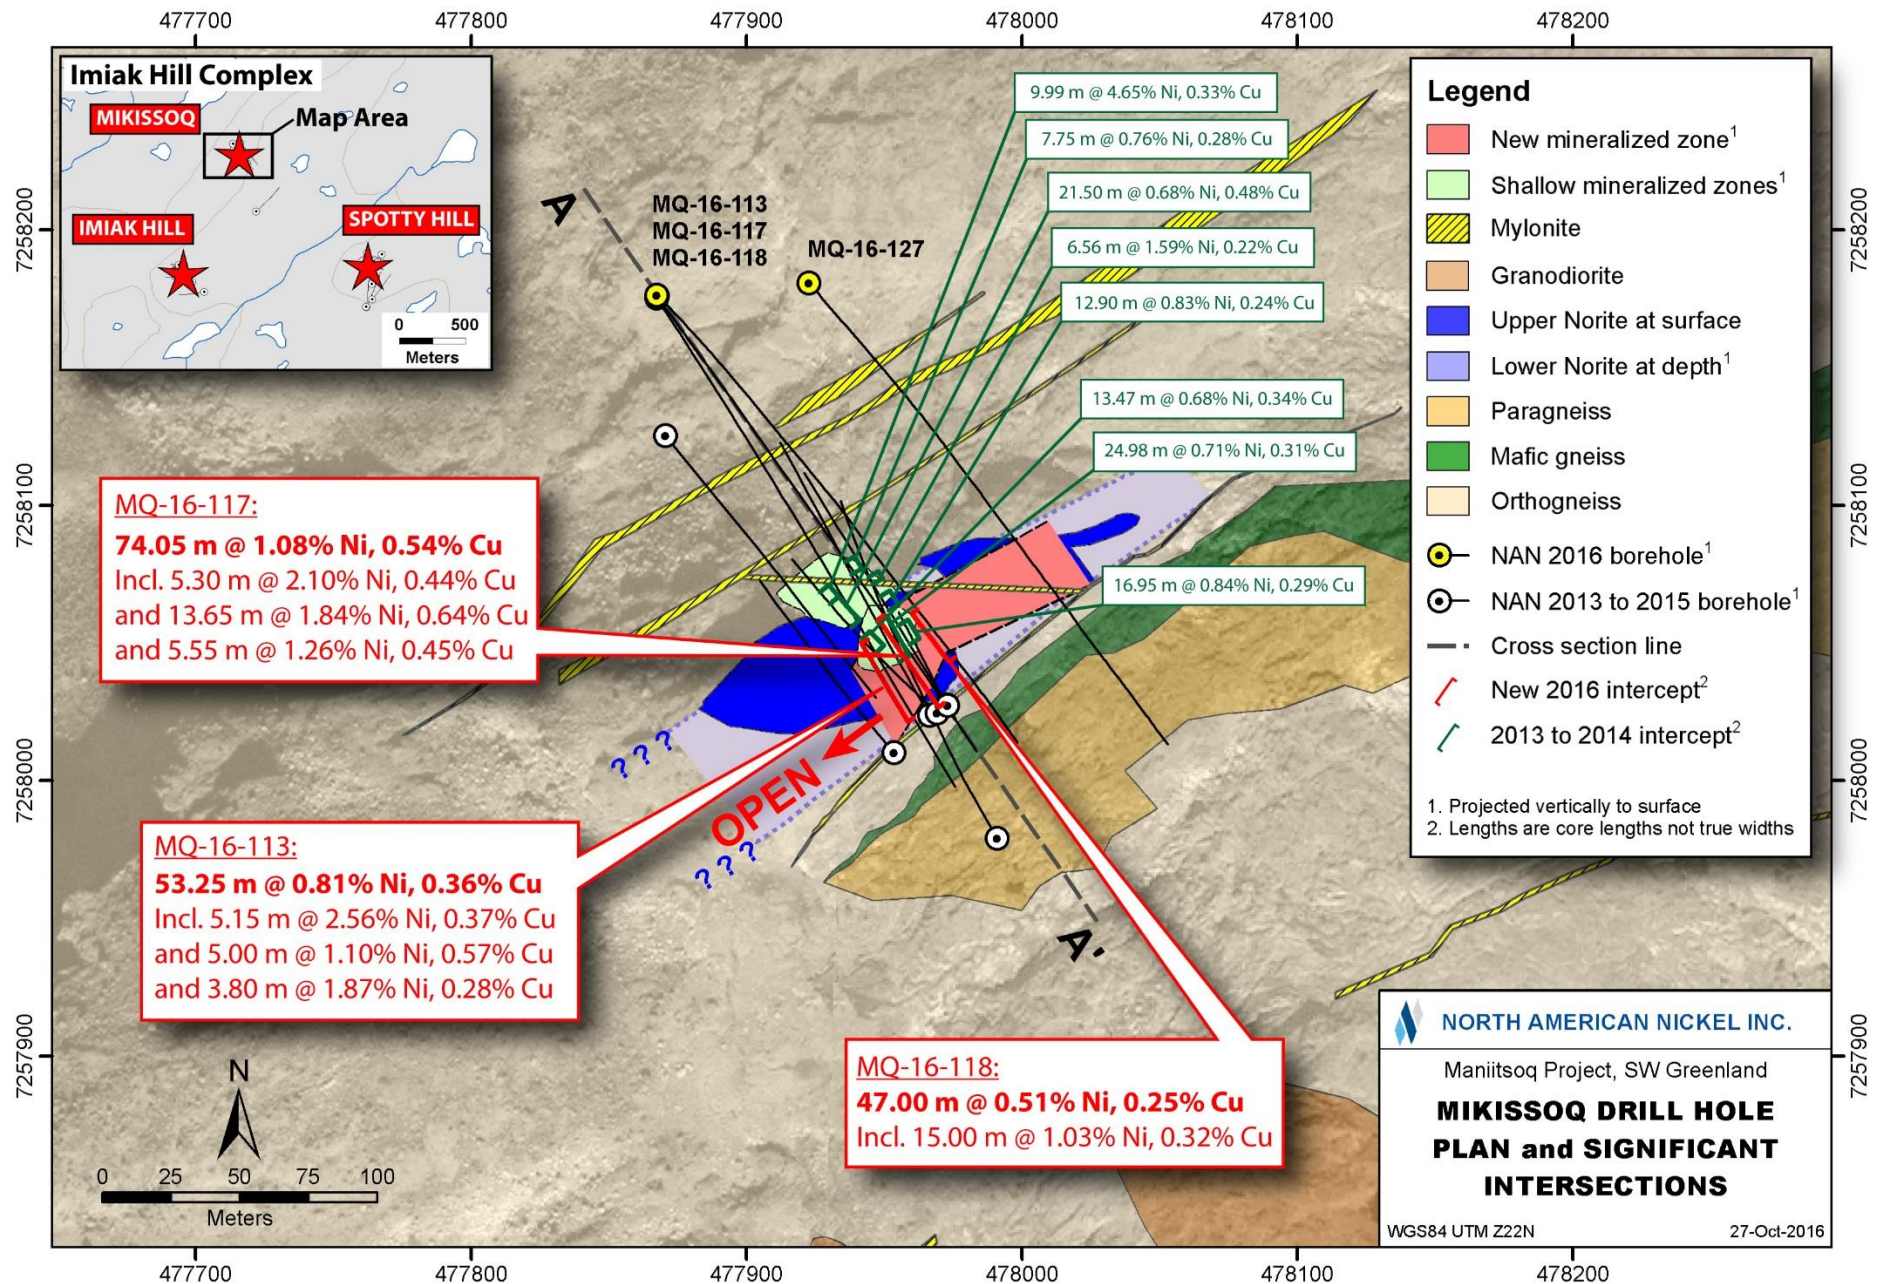 477700
477800
477900
478000
478100
478200
7258200
7258100
7258000
7257900
Imiak Hill Complex
MIKISSOQ
Map Area
IMIAK HILL
SPOTTY HILL
0 500
Meters
A
MQ-16-113
MQ-16-117
MQ-16-118
MQ-16-127
9.99 m @ 4.65% Ni, 0.33% Cu
7.75 m @ 0.76% Ni, 0.28% Cu
21.50 m @ 0.68% Ni, 0.48% Cu
6.56 m @ 1.59% Ni, 0.22% Cu
12.90 m @ 0.83% Ni, 0.24% Cu
13.47 m @ 0.68% Ni, 0.34% Cu
24.98 m @ 0.71% Ni, 0.31% Cu
16.95 m @ 0.84% Ni, 0.29% Cu
MQ-16-117:
74.05 m @ 1.08% Ni, 0.54% Cu
Incl. 5.30 m @ 2.10% Ni, 0.44% Cu
and 13.65 m @ 1.84% Ni, 0.64% Cu
and 5.55 m @ 1.26% Ni, 0.45% Cu
? ? ?
OPEN
? ? ?
MQ-16-113:
53.25 m @ 0.81% Ni, 0.36% Cu
Incl. 5.15 m @ 2.56% Ni, 0.37% Cu
and 5.00 m @ 1.10% Ni, 0.57% Cu
and 3.80 m @ 1.87% Ni, 0.28% Cu
A'
MQ-16-118:
47.00 m @ 0.51% Ni, 0.25% Cu
Incl. 15.00 m @ 1.03% Ni, 0.32% Cu
N
0 25 50 75 100
Meters
Legend
New mineralized zone1
Shallow mineralized zones1
Mylonite
Granodiorite
Upper Norite at surface
Lower Norite at depth1
Paragneiss
Mafic gneiss
Orthogneiss
NAN 2016 borehole1
NAN 2013 to 2015 borehole1
Cross section line
New 2016 intercept2
2013 to 2014 intercept2
1. Projected vertically to surface
2. Lengths are core lengths not true widths
NORTH AMERICAN NICKEL INC.
Maniitsoq Project, SW Greenland
MIKISSOQ DRILL HOLE
PLAN and SIGNIFICANT
INTERSECTIONS
WGS84 UTM Z22N 27-Oct-2016
7258200
7258100
7258000
7257900
477700
477800
477900
478000
478100
478200